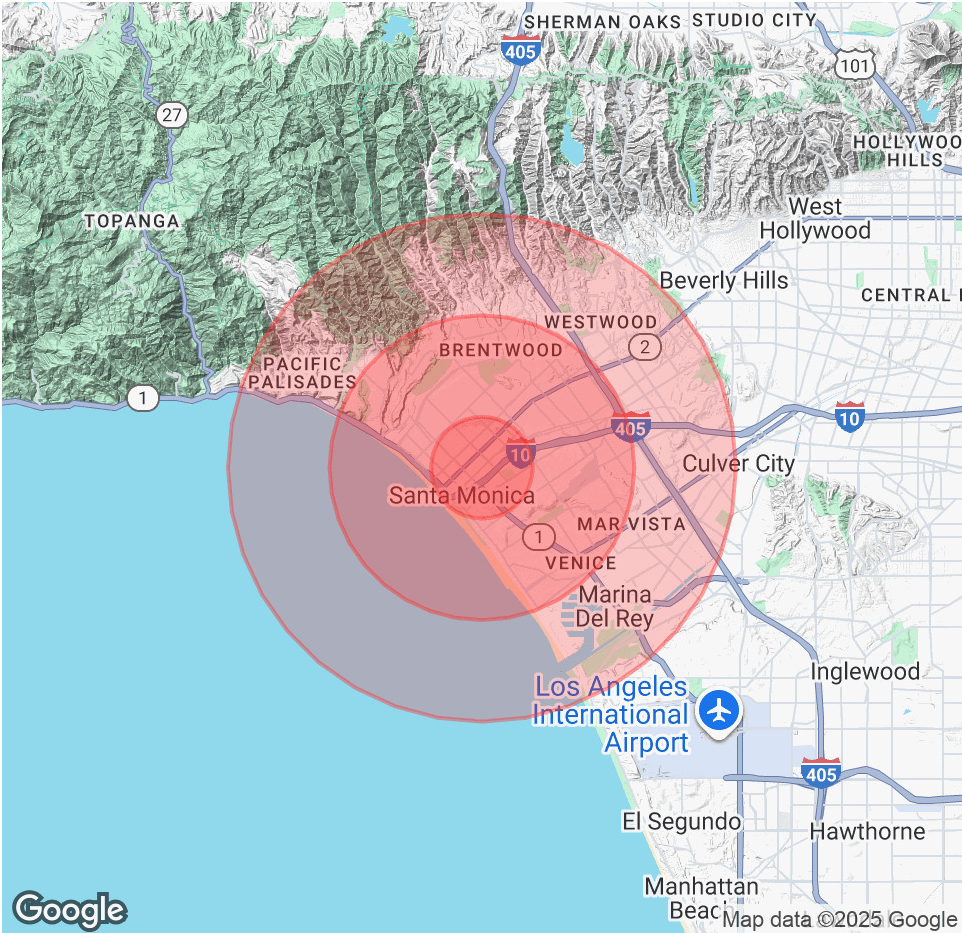 SHERMAN OAKS
STUDIO CITY
405
101
27
HOLLYWOO
HILLS
TOPANGA
West
Hollywood
Beverly Hills
CENTRAL
WESTWOOD
2
BRENTWOOD
PACIFIC
PALISADES
1
10
405
10
Culver City
Santa Monica
MAR VISTA
1
VENICE
Marina
Del Rey
Inglewood
Los Angeles
International
Airport
405
El Segundo
Hawthorne
Manhattan
Beach
Google
Map data ©2025 Google